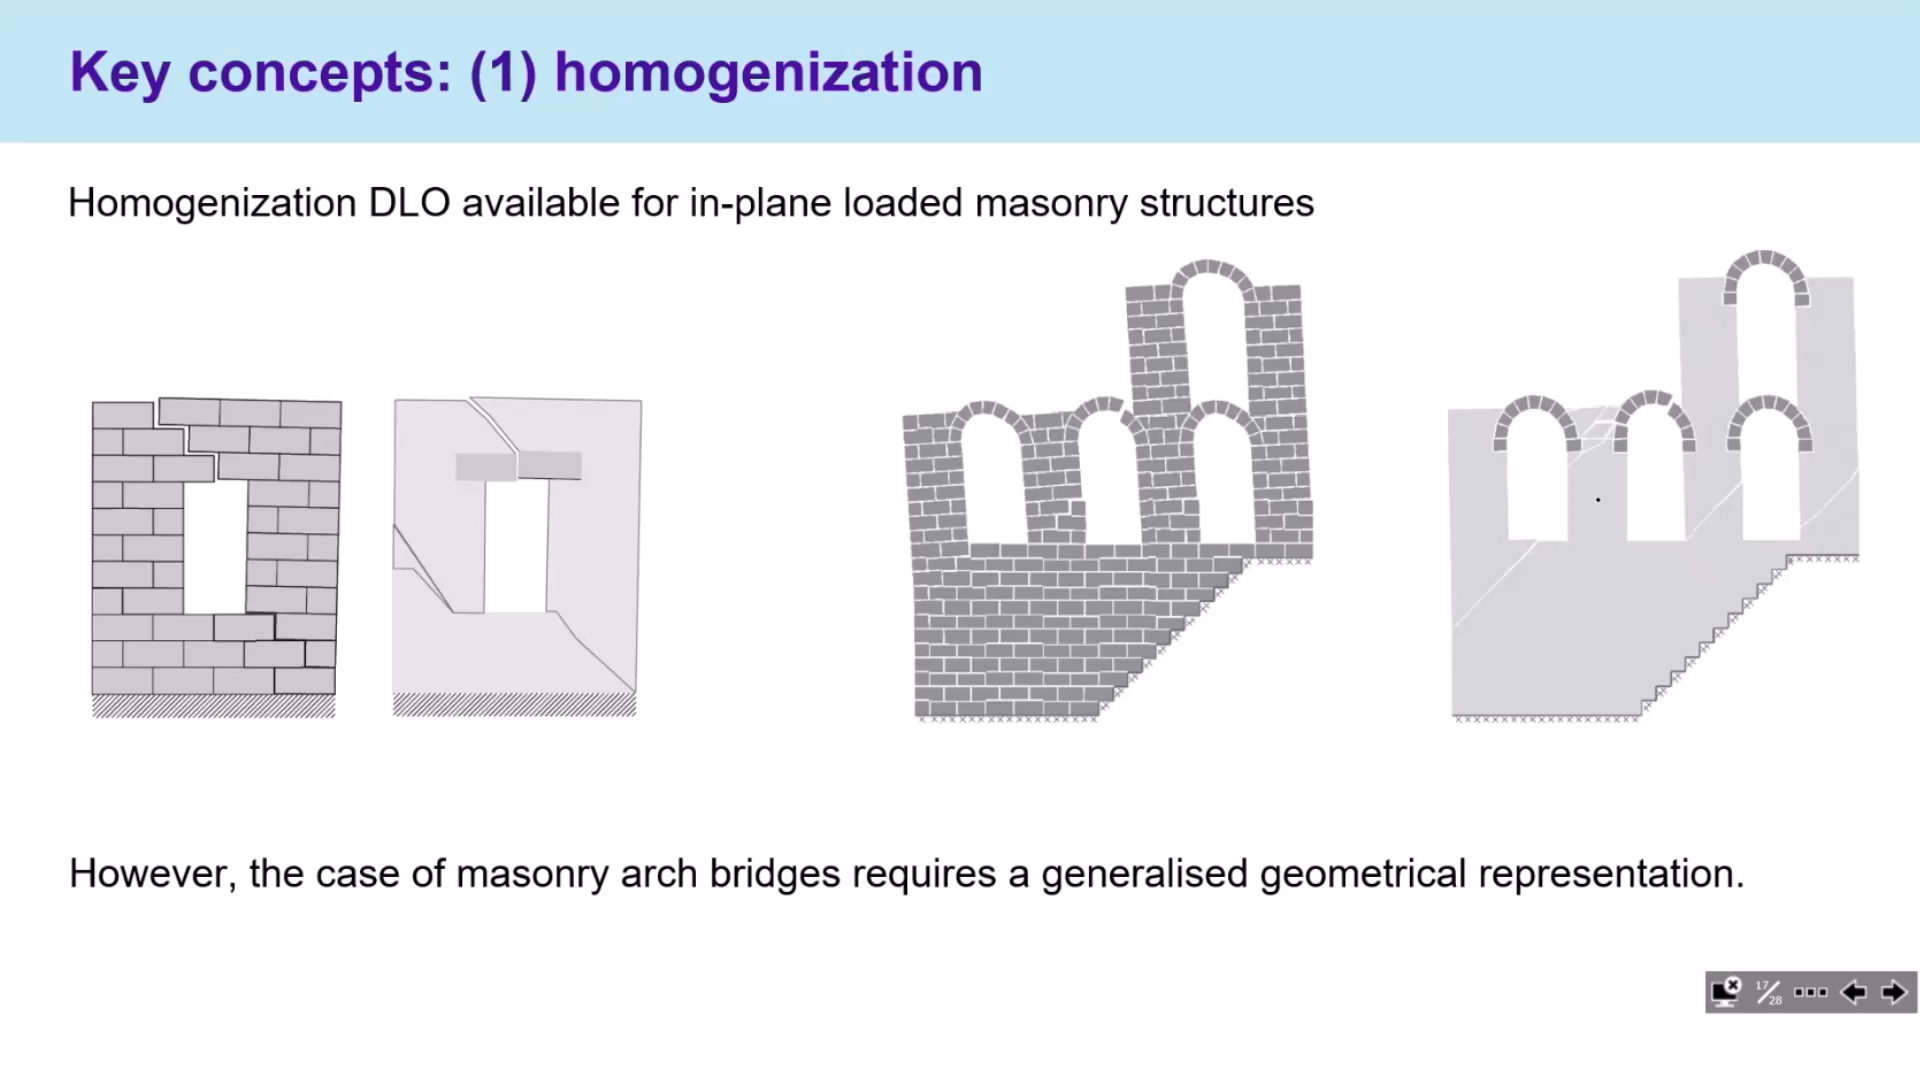 Key concepts: (1) homogenization
Homogenization DLO available for in-plane loaded masonry structures
However, the case of masonry arch bridges requires a generalised geometrical representation.
17/28